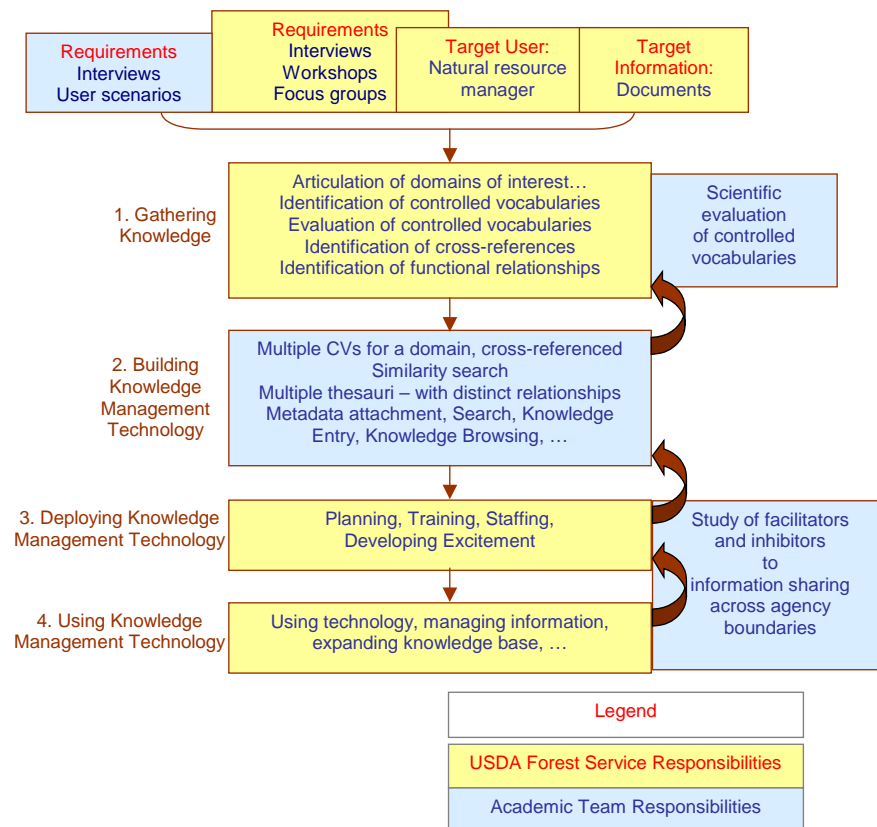 Requirements
Interviews
User scenarios
Requirements
Interviews
Workshops
Focus groups
Target User:
Natural resource
manager
Target
Information:
Documents
1. Gathering
Knowledge
Articulation of domains of interest…
Identification of controlled vocabularies
Evaluation of controlled vocabularies
Identification of cross-references
Identification of functional relationships
Scientific
evaluation
of controlled
vocabularies
2. Building
Knowledge
Management
Technology
Multiple CVs for a domain, cross-referenced
Similarity search
Multiple thesauri – with distinct relationships
Metadata attachment, Search, Knowledge
Entry, Knowledge Browsing, …
3. Deploying Knowledge
Management Technology
Planning, Training, Staffing,
Developing Excitement
Study of facilitators
and inhibitors
to
information sharing
across agency
boundaries
4. Using Knowledge
Management Technology
Using technology, managing information,
expanding knowledge base, …
Legend
USDA Forest Service Responsibilities
Academic Team Responsibilities